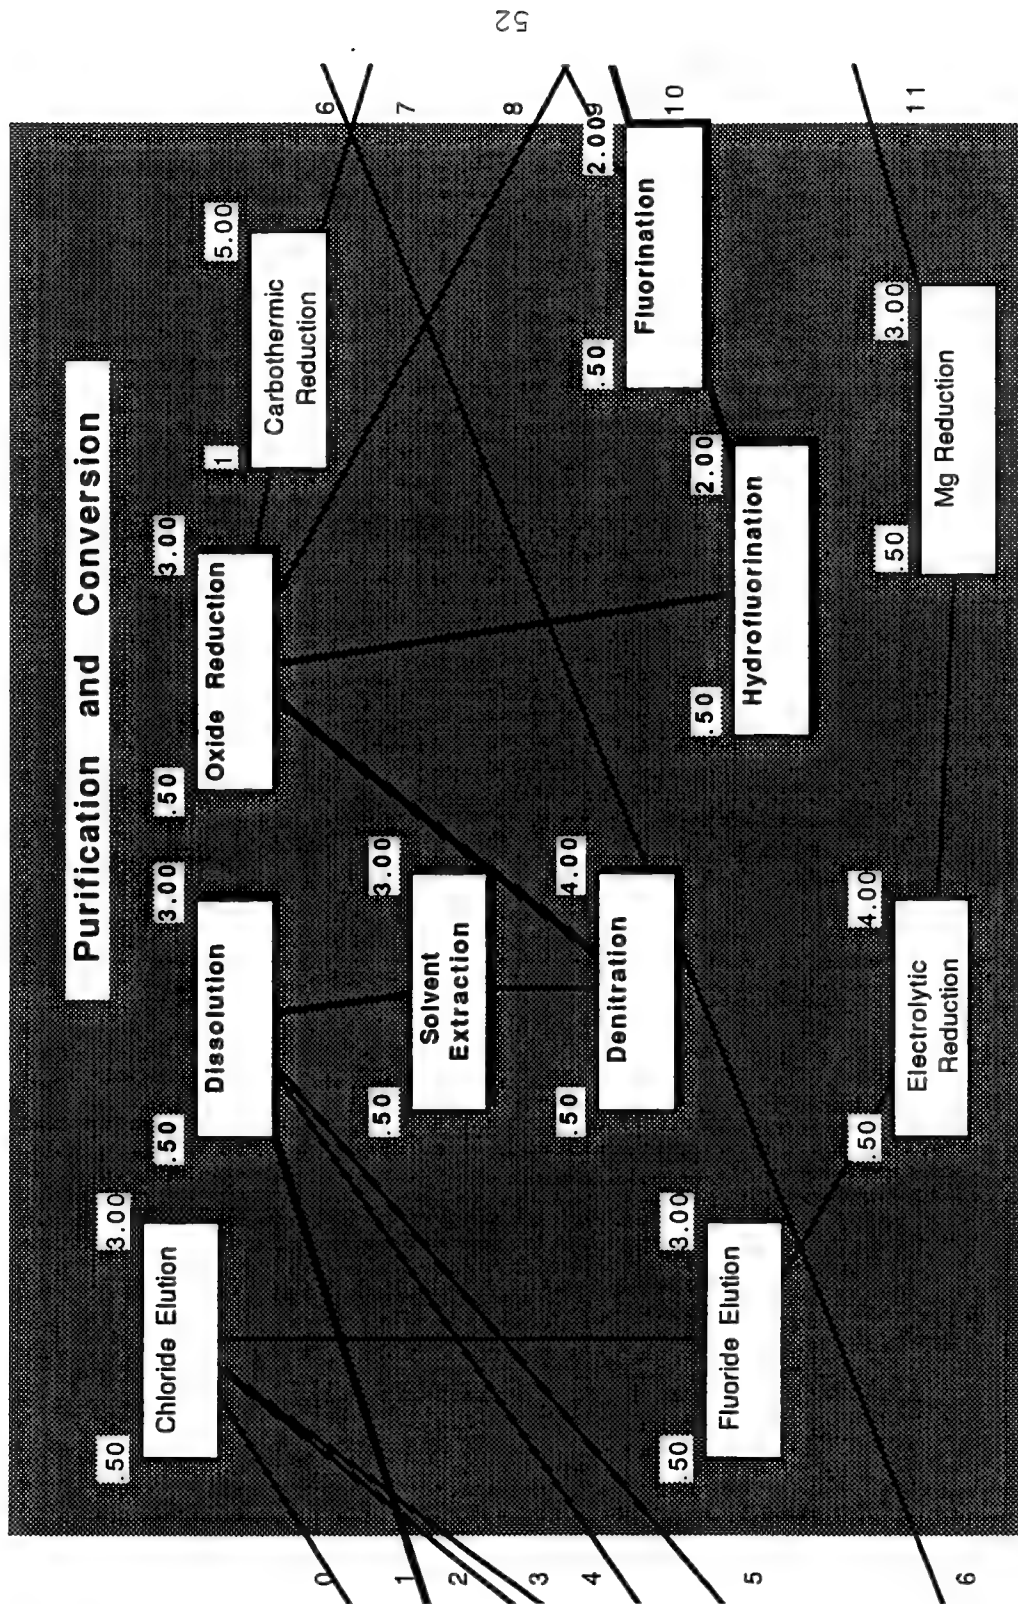 52
Purification and Conversion
.50
3.00
Chloride Elution
.50
3.00
Dissolution
.50
3.00
Oxide Reduction
1
5.00
Carbothermic
Reduction
.50
3.00
Solvent
Extraction
.50
4.00
Denitration
.50
2.00
Fluorination
.50
2.00
Hydrofluorination
.50
3.00
Fluoride Elution
.50
4.00
Electrolytic
Reduction
.50
3.00
Mg Reduction
0
1
2
3
4
5
6
6
7
8
9
10
11